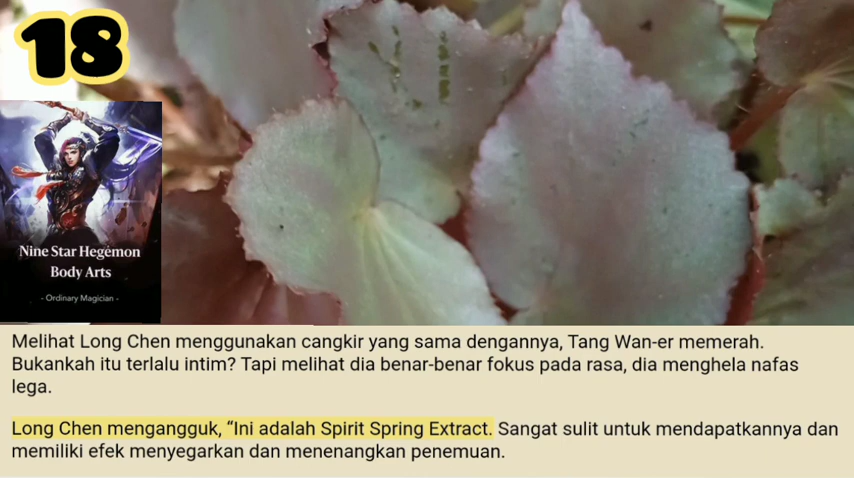 18
Nine Star Hegemon
Body Arts
- Ordinary Magician -
Melihat Long Chen menggunakan cangkir yang sama dengannya, Tang Wan-er memerah.
Bukankah itu terlalu intim? Tapi melihat dia benar-benar fokus pada rasa, dia menghela nafas
lega.
Long Chen mengangguk, “Ini adalah Spirit Spring Extract. Sangat sulit untuk mendapatkannya dan
memiliki efek menyegarkan dan menenangkan penemuan.